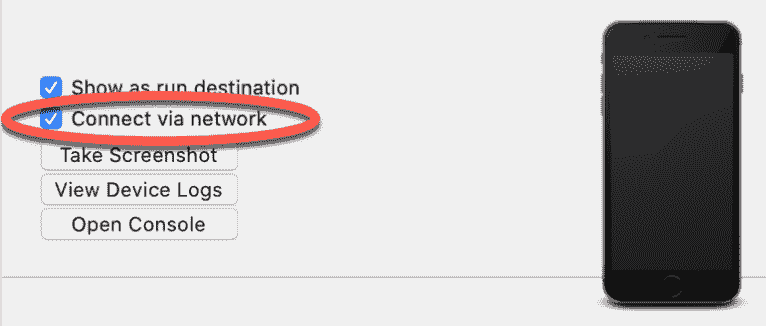 Show as run destination
Connect via network
Take Screenshot
View Device Logs
Open Console